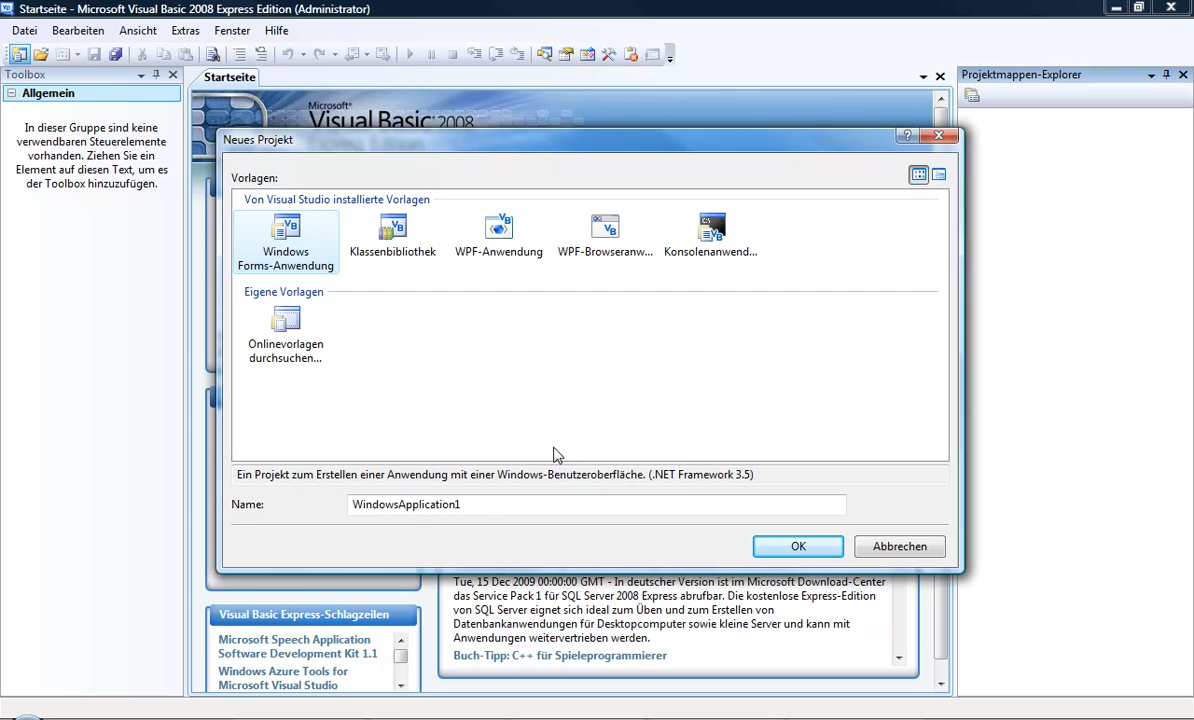 Startseite - Microsoft Visual Basic 2008 Express Edition (Administrator)
Datei Bearbeiten Ansicht Extras Fenster Hilfe
Toolbox
Allgemein
In dieser Gruppe sind keine
verwendbaren Steuerelemente
vorhanden. Ziehen Sie ein
Element auf diesen Text, um es
der Toolbox hinzuzufügen.
Startseite
Microsoft®
Visual Basic® 2008
Projektmappen-Explorer
Neues Projekt
Vorlagen:
Von Visual Studio installierte Vorlagen
Windows
Forms-Anwendung
Klassenbibliothek
WPF-Anwendung
WPF-Browseranw...
Konsolenanwend...
Eigene Vorlagen
Onlinevorlagen
durchsuchen...
Ein Projekt zum Erstellen einer Anwendung mit einer Windows-Benutzeroberfläche. (.NET Framework 3.5)
Name: WindowsApplication1
OK Abbrechen
Visual Basic Express-Schlagzeilen
Microsoft Speech Application
Software Development Kit 1.1
Windows Azure Tools for
Microsoft Visual Studio
Tue, 15 Dec 2009 00:00:00 GMT - In deutscher Version ist im Microsoft Download-Center
das Service Pack 1 für SQL Server 2008 Express abrufbar. Die kostenlose Express-Edition
von SQL Server eignet sich ideal zum Üben und zum Erstellen von
Datenbankanwendungen für Desktopcomputer sowie kleine Server und kann mit
Anwendungen weitervertrieben werden.
Buch-Tipp: C++ für Spieleprogrammierer